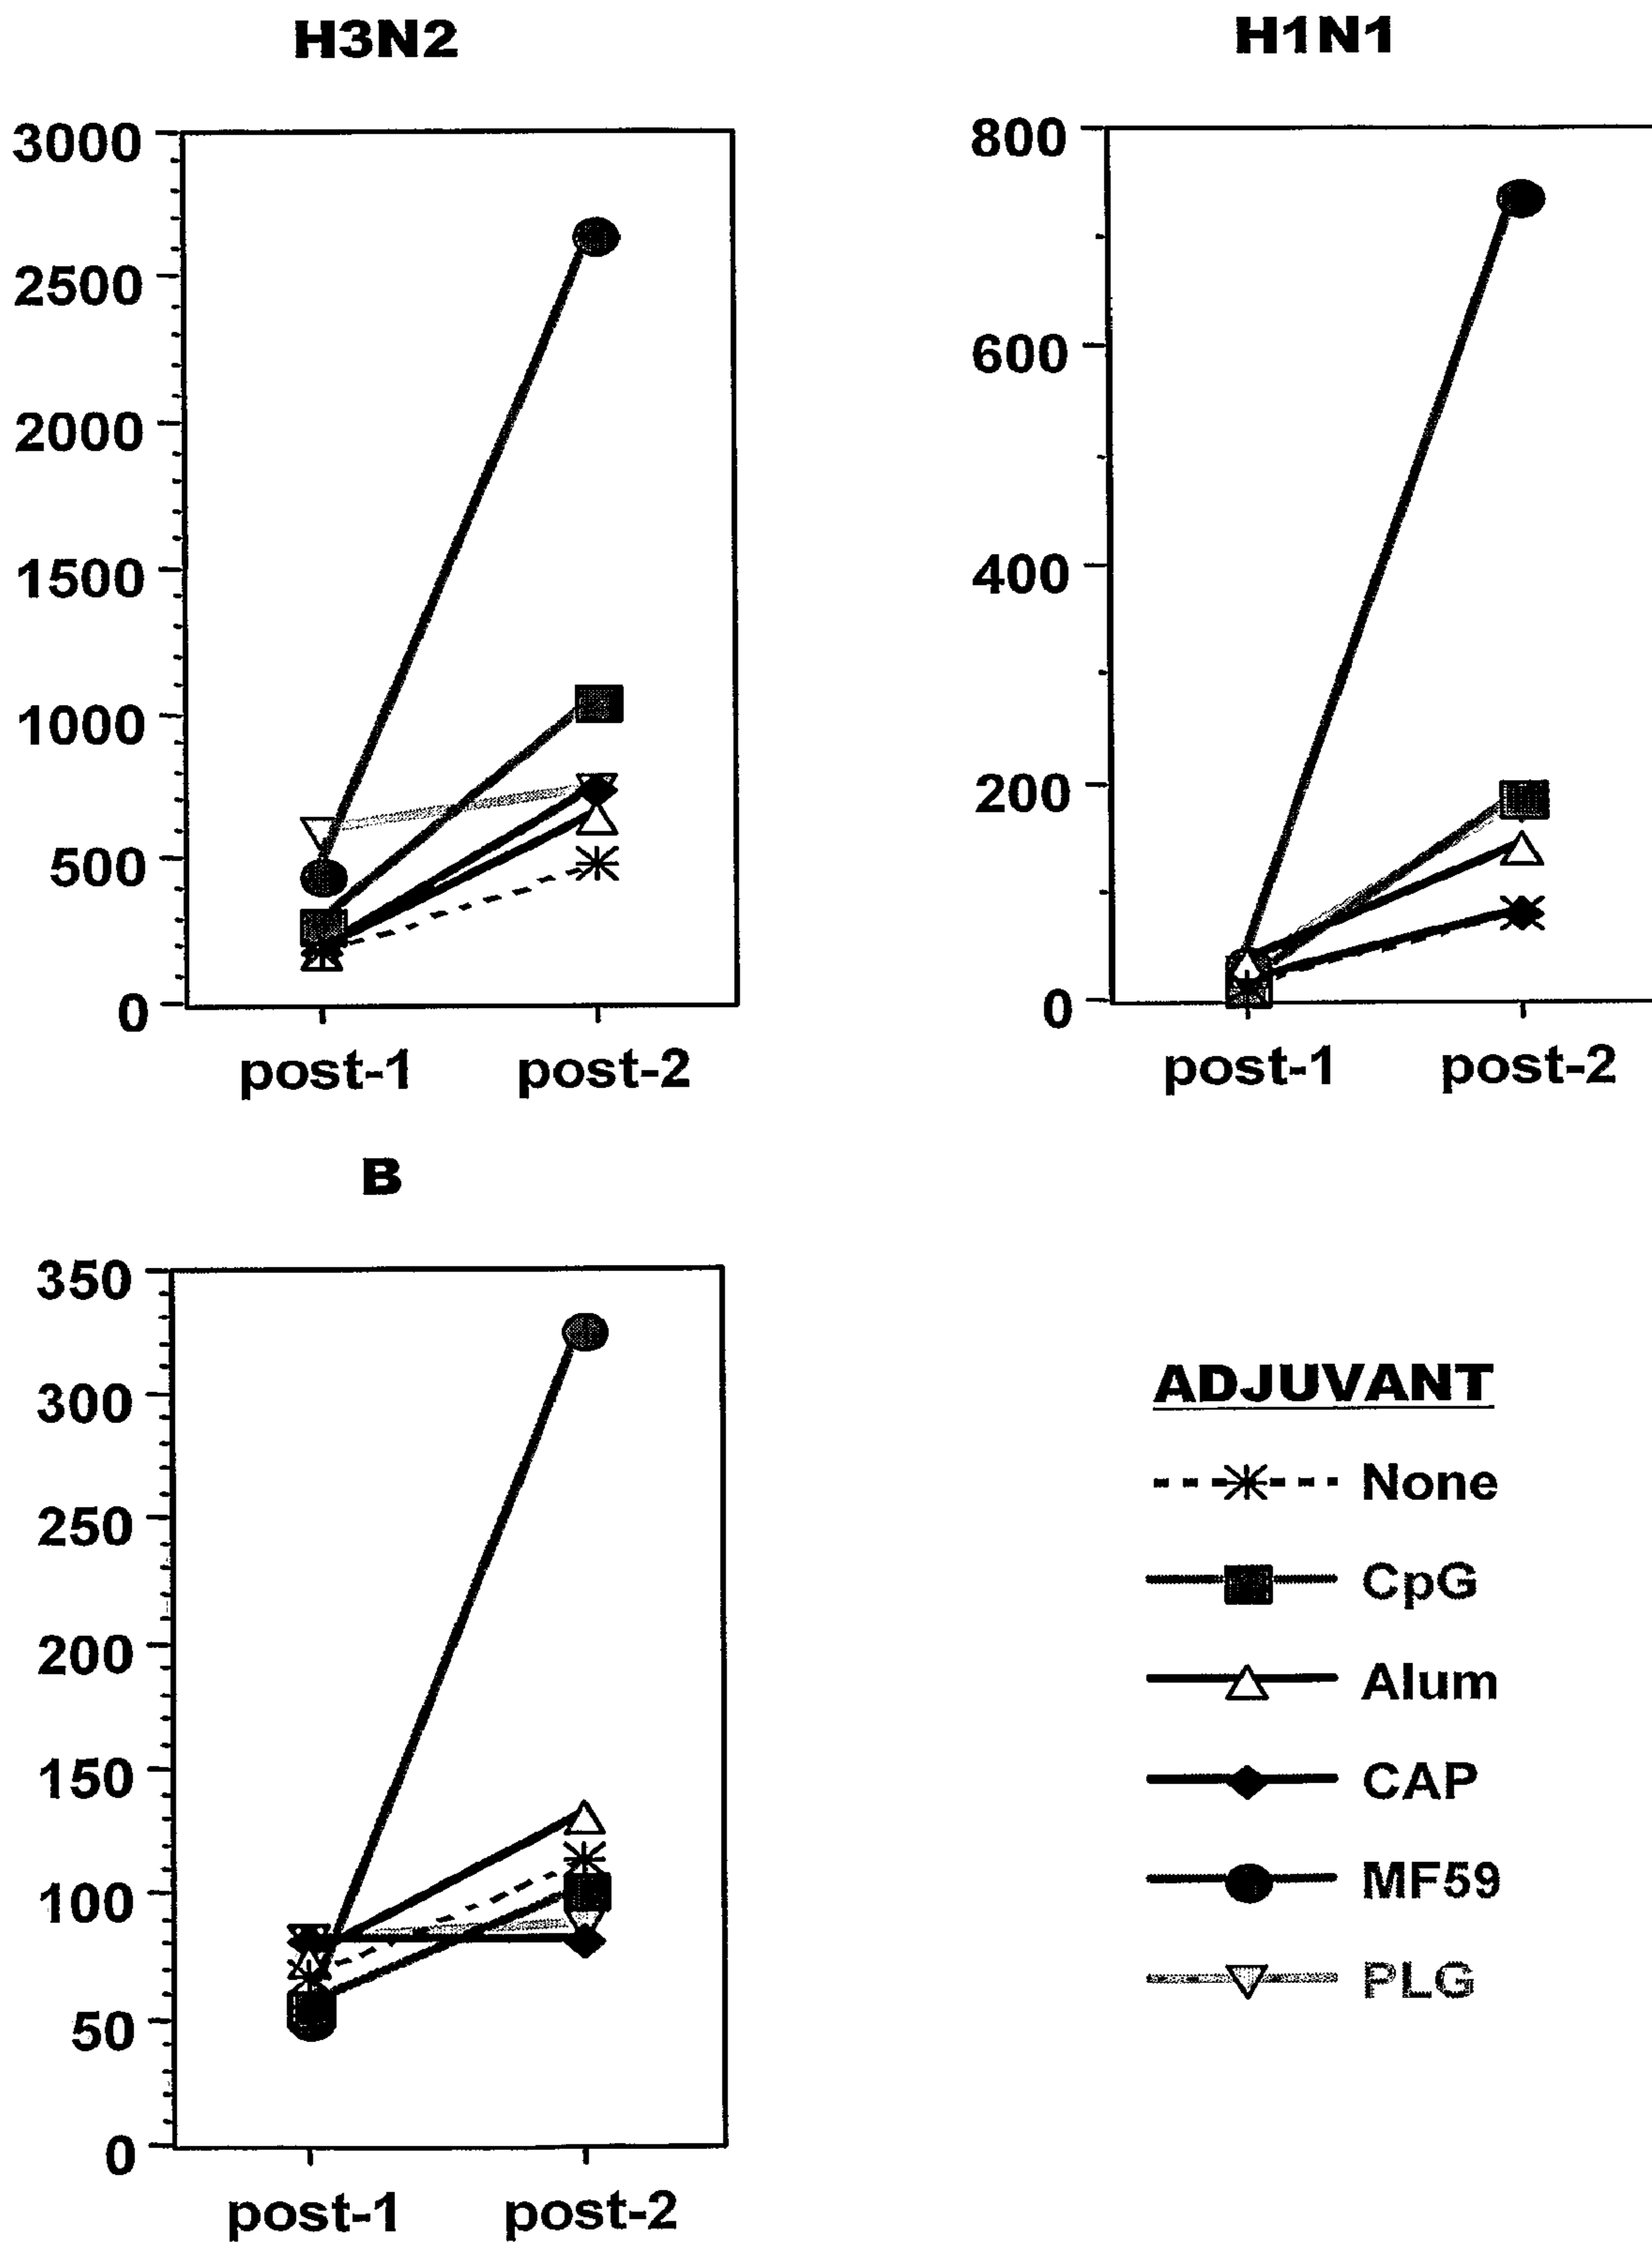 H3N2
3000
2500
2000
1500
1000
500
0
post-1 post-2
H1N1
800
600
400
200
0
post-1 post-2
B
350
300
250
200
150
100
50
0
post-1 post-2
ADJUVANT
None
CpG
Alum
CAP
MF59
PLG